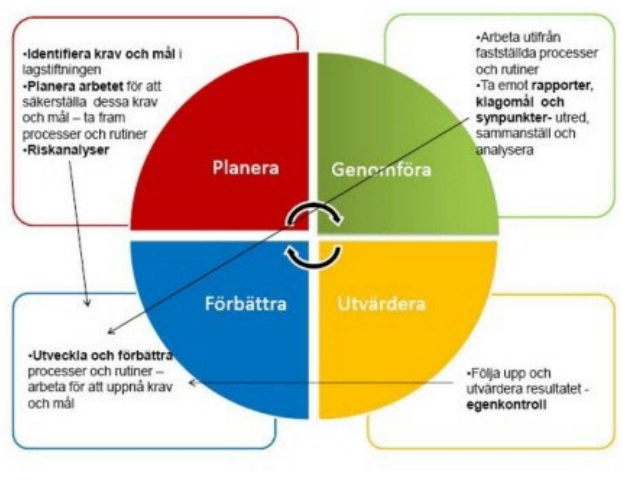 •Identifiera krav och mål i
lagstiftningen
•Planera arbetet för att
säkerställa dessa krav
och mål – ta fram
processer och rutiner
•Riskanalyser
•Arbeta utifrån
fastställda processer
och rutiner
•Ta emot rapporter,
klagomål och
synpunkter- utred,
sammanställ och
analysera
Planera
Genomföra
Förbättra
Utvärdera
•Utveckla och förbättra
processer och rutiner –
arbeta för att uppnå krav
och mål
•Följa upp och
utvärdera resultatet -
egenkontroll